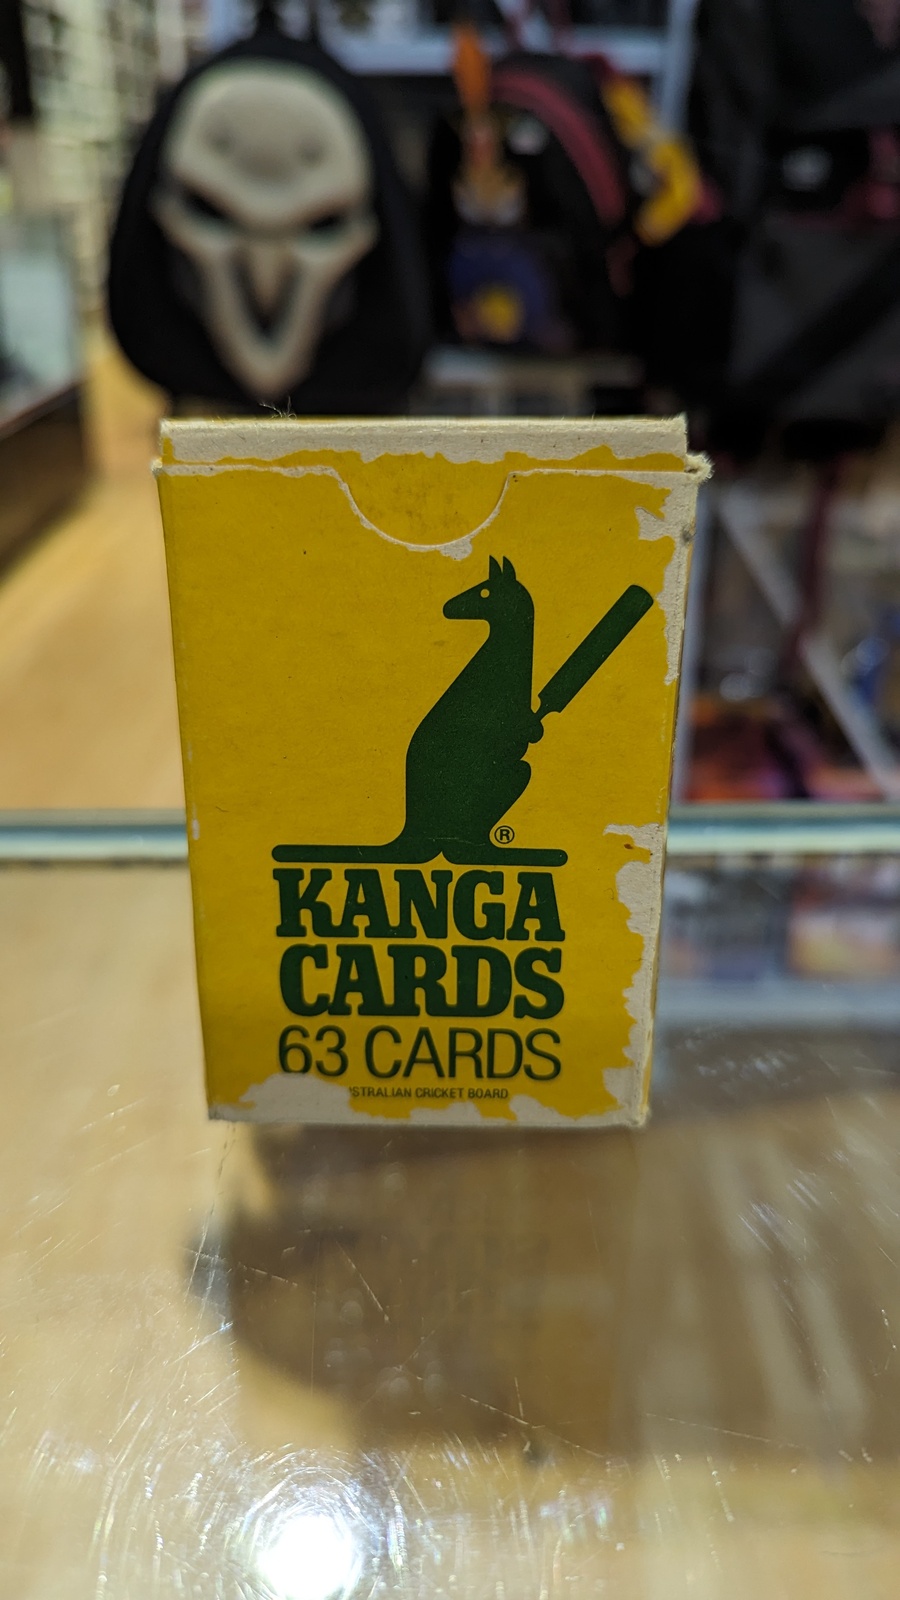 ®
KANGA
CARDS
63 CARDS
STRALIAN CRICKET BOARD